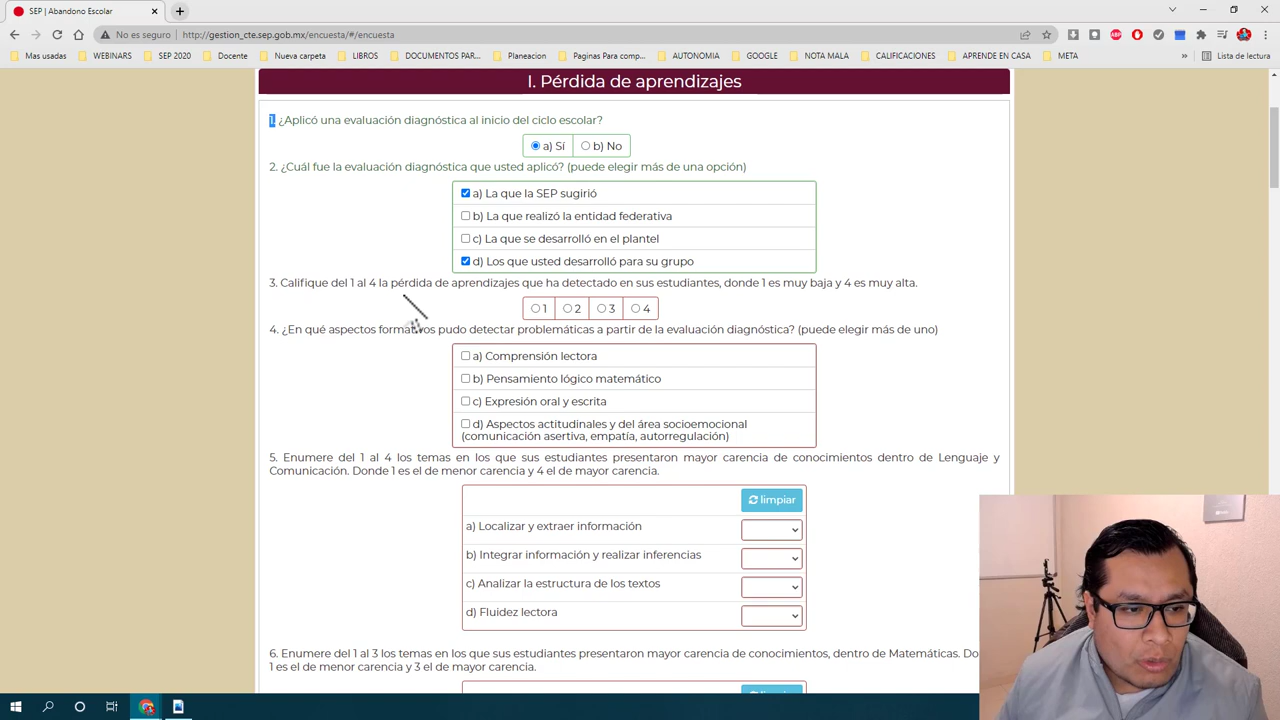 SEP | Abandono Escolar
No es seguro | http://gestion_cte.sep.gob.mx/encuesta/#/encuesta
Mas usadas WEBINARS SEP 2020 Docente Nueva carpeta LIBROS DOCUMENTOS PAR... Planeacion Paginas Para comp... AUTONOMIA GOOGLE NOTA MALA CALIFICACIONES APRENDE EN CASA META » Lista de lectura
I. Pérdida de aprendizajes
1. ¿Aplicó una evaluación diagnóstica al inicio del ciclo escolar?
a) Sí b) No
2. ¿Cuál fue la evaluación diagnóstica que usted aplicó? (puede elegir más de una opción)
a) La que la SEP sugirió
b) La que realizó la entidad federativa
c) La que se desarrolló en el plantel
d) Los que usted desarrolló para su grupo
3. Califique del 1 al 4 la pérdida de aprendizajes que ha detectado en sus estudiantes, donde 1 es muy baja y 4 es muy alta.
1 2 3 4
4. ¿En qué aspectos formativos pudo detectar problemáticas a partir de la evaluación diagnóstica? (puede elegir más de uno)
a) Comprensión lectora
b) Pensamiento lógico matemático
c) Expresión oral y escrita
d) Aspectos actitudinales y del área socioemocional
(comunicación asertiva, empatía, autorregulación)
5. Enumere del 1 al 4 los temas en los que sus estudiantes presentaron mayor carencia de conocimientos dentro de Lenguaje y
Comunicación. Donde 1 es el de menor carencia y 4 el de mayor carencia.
limpiar
a) Localizar y extraer información
b) Integrar información y realizar inferencias
c) Analizar la estructura de los textos
d) Fluidez lectora
6. Enumere del 1 al 3 los temas en los que sus estudiantes presentaron mayor carencia de conocimientos, dentro de Matemáticas. Do
1 es el de menor carencia y 3 el de mayor carencia.